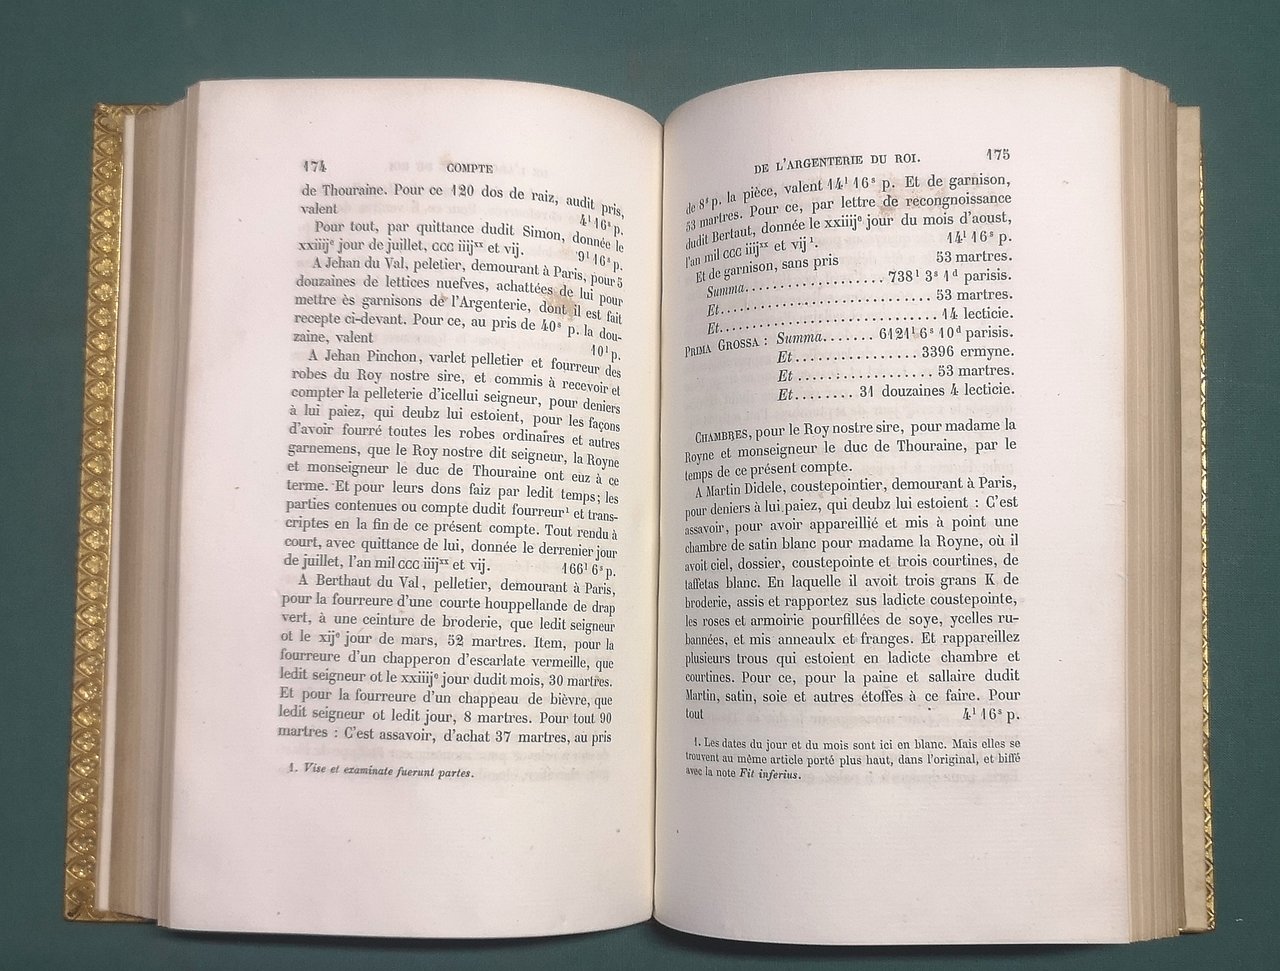 174 COMPTE
de Thouraine. Pour ce 120 dos de raiz, audit pris,
valent 4ˡ 16ˢ p.
Pour tout, par quittance dudit Simon, donnée le
xxiiijᵉ jour de juillet, ccc iiijˣˣ et vij. 9ˡ 16ˢ p.
A Jehan du Val, peletier, demourant à Paris, pour 5
douzaines de lettices nuefves, achattées de lui pour
mettre ès garnisons de l'Argenterie, dont il est fait
recepte ci-devant. Pour ce, au pris de 40ˢ p. la dou-
zaine, valent 10ˡ p.
A Jehan Pinchon, varlet pelletier et fourreur des
robes du Roy nostre sire, et commis à recevoir et
compter la pelleterie d'icellui seigneur, pour deniers
à lui paiez, qui deubz lui estoient, pour les façons
d'avoir fourré toutes les robes ordinaires et autres
garnemens, que le Roy nostre dit seigneur, la Royne
et monseigneur le duc de Thouraine ont euz à ce
terme. Et pour leurs dons faiz par ledit temps; les
parties contenues ou compte dudit fourreur¹ et trans-
criptes en la fin de ce présent compte. Tout rendu à
court, avec quittance de lui, donnée le derrenier jour
de juillet, l'an mil ccc iiijˣˣ et vij. 166ˡ 6ˢ p.
A Berthaut du Val, pelletier, demourant à Paris,
pour la fourreure d'une courte houppellande de drap
vert, à une ceinture de broderie, que ledit seigneur
ot le xijᵉ jour de mars, 52 martres. Item, pour la
fourreure d'un chapperon d'escarlate vermeille, que
ledit seigneur ot le xxiiijᵉ jour dudit mois, 30 martres.
Et pour la fourreure d'un chappeau de bièvre, que
ledit seigneur ot ledit jour, 8 martres. Pour tout 90
martres : C'est assavoir, d'achat 37 martres, au pris
1. Vise et examinate fuerunt partes.
DE L'ARGENTERIE DU ROI. 175
de 8ˢ p. la pièce, valent 14ˡ 16ˢ p. Et de garnison,
53 martres. Pour ce, par lettre de recongnoissance
dudit Bertaut, donnée le xxiiijᵉ jour du mois d'aoust,
l'an mil ccc iiijˣˣ et vij¹. 14ˡ 16ˢ p.
Et de garnison, sans pris 53 martres.
Summa.................. 738ˡ 3ˢ 1ᵈ parisis.
Et............................ 53 martres.
Et............................. 14 lecticie.
PRIMA GROSSA : Summa....... 6121ˡ 6ˢ 10ᵈ parisis.
Et................. 3396 ermyne.
Et ................. 53 martres.
Et........ 31 douzaines 4 lecticie.
CHAMBRES, pour le Roy nostre sire, pour madame la
Royne et monseigneur le duc de Thouraine, par le
temps de ce présent compte.
A Martin Didele, coustepointier, demourant à Paris,
pour deniers à lui paiez, qui deubz lui estoient : C'est
assavoir, pour avoir appareillié et mis à point une
chambre de satin blanc pour madame la Royne, où il
avoit ciel, dossier, coustepointe et trois courtines, de
taffetas blanc. En laquelle il avoit trois grans K de
broderie, assis et rapportez sus ladicte coustepointe,
les roses et armoirie pourfillées de soye, ycelles ru-
bannées, et mis anneaulx et franges. Et rappareillez
plusieurs trous qui estoient en ladicte chambre et
courtines. Pour ce, pour la paine et sallaire dudit
Martin, satin, soie et autres étoffes à ce faire. Pour
tout 4ˡ 16ˢ p.
1. Les dates du jour et du mois sont ici en blanc. Mais elles se
trouvent au même article porté plus haut, dans l'original, et biffé
avec la note Fit inferius.